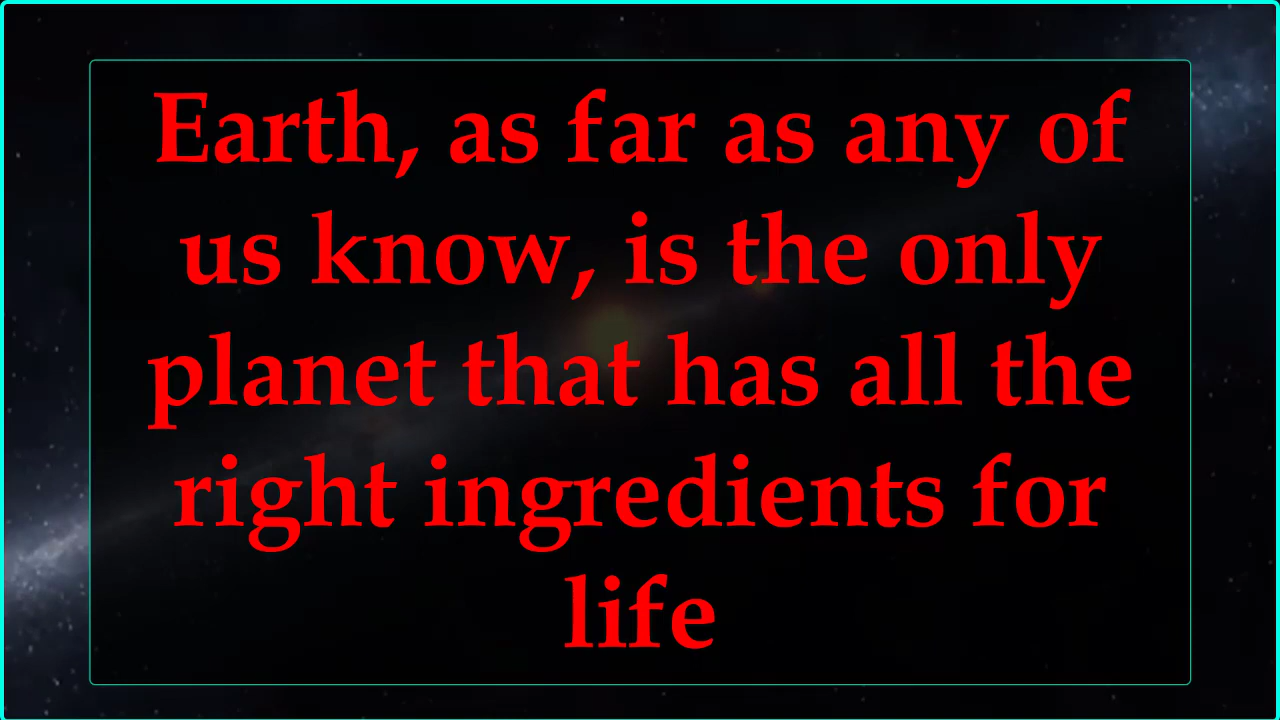 Earth, as far as any of
us know, is the only
planet that has all the
right ingredients for
life